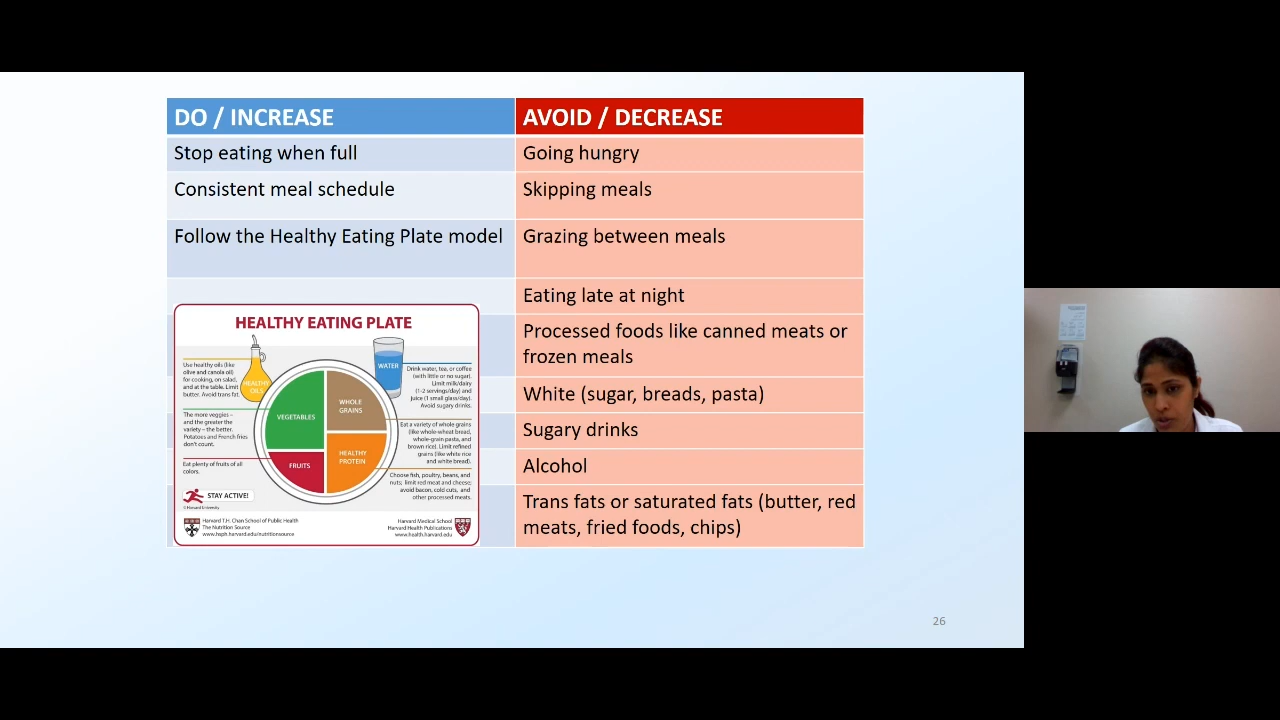 DO / INCREASE
AVOID / DECREASE
Stop eating when full
Going hungry
Consistent meal schedule
Skipping meals
Follow the Healthy Eating Plate model
Grazing between meals
Eating late at night
Processed foods like canned meats or
frozen meals
White (sugar, breads, pasta)
Sugary drinks
Alcohol
Trans fats or saturated fats (butter, red
meats, fried foods, chips)
HEALTHY EATING PLATE
Use healthy oils (like
olive and canola oil)
for cooking, on salad,
and at the table. Limit
butter. Avoid trans fat.
HEALTHY
OILS
WATER
Drink water, tea, or coffee
(with little or no sugar).
Limit milk/dairy
(1-2 servings/day) and
juice (1 small glass/day).
Avoid sugary drinks.
The more veggies –
and the greater the
variety – the better.
Potatoes and French fries
don't count.
VEGETABLES
WHOLE
GRAINS
Eat a variety of whole grains
(like whole-wheat bread,
whole-grain pasta, and
brown rice). Limit refined
grains (like white rice
and white bread).
Eat plenty of fruits of all
colors.
FRUITS
HEALTHY
PROTEIN
Choose fish, poultry, beans, and
nuts; limit red meat and cheese;
avoid bacon, cold cuts, and
other processed meats.
STAY ACTIVE!
© Harvard University
Harvard T.H. Chan School of Public Health
The Nutrition Source
www.hsph.harvard.edu/nutritionsource
Harvard Medical School
Harvard Health Publications
www.health.harvard.edu
26